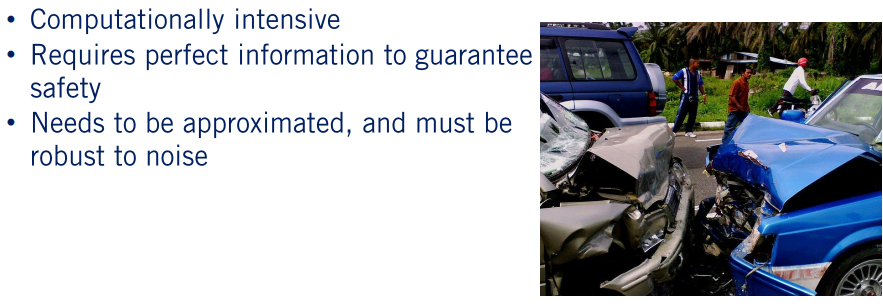 • Computationally intensive
• Requires perfect information to guarantee
safety
• Needs to be approximated, and must be
robust to noise